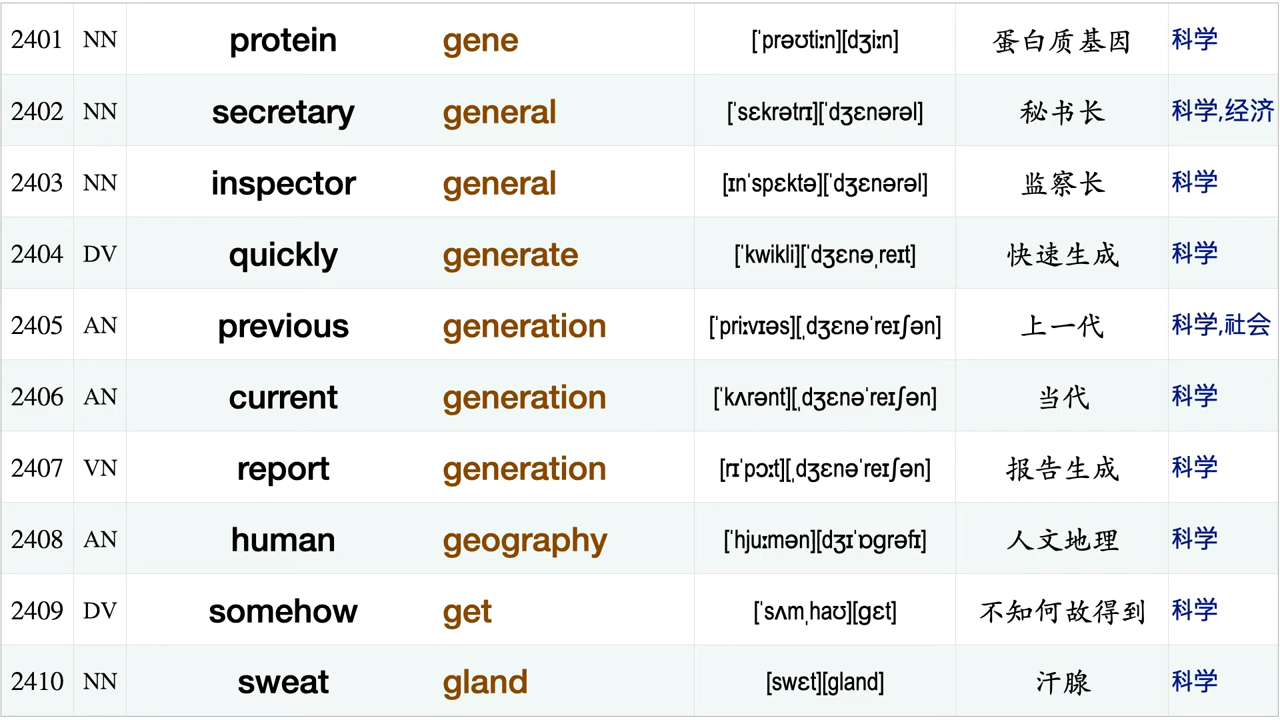 2401 NN protein gene [ˈprəʊtiːn][dʒiːn] 蛋白质基因 科学
2402 NN secretary general [ˈsɛkrətrɪ][ˈdʒɛnərəl] 秘书长 科学,经济
2403 NN inspector general [ɪnˈspɛktə][ˈdʒɛnərəl] 监察长 科学
2404 DV quickly generate [ˈkwikli][ˈdʒɛnəˌreɪt] 快速生成 科学
2405 AN previous generation [ˈpriːvɪəs][ˌdʒɛnəˈreɪʃən] 上一代 科学,社会
2406 AN current generation [ˈkʌrənt][ˌdʒɛnəˈreɪʃən] 当代 科学
2407 VN report generation [rɪˈpɔːt][ˌdʒɛnəˈreɪʃən] 报告生成 科学
2408 AN human geography [ˈhjuːmən][dʒɪˈɒɡrəfɪ] 人文地理 科学
2409 DV somehow get [ˈsʌmˌhaʊ][ɡɛt] 不知何故得到 科学
2410 NN sweat gland [swɛt][ɡland] 汗腺 科学